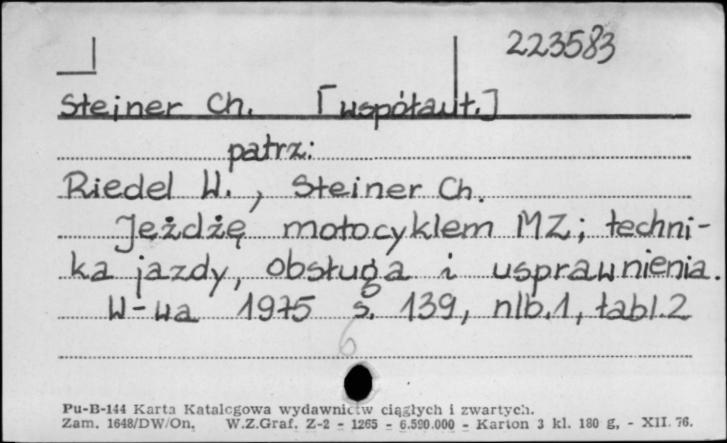 223583
Steiner Ch. [współaut.]
patrz:
Riedel W., Steiner Ch.
Jeżdżę motocyklem MZ; techni-
ka jazdy, obsługa i usprawnienia.
W-wa 1975 s. 139, nlb.1, tabl.2
6
Pu-B-144 Karta Katalogowa wydawnictw ciągłych i zwartych.
Zam. 1648/DW/On. W.Z.Graf. Z-2 - 1265 - 6.590.000 - Karton 3 kl. 180 g. - XII. 76.